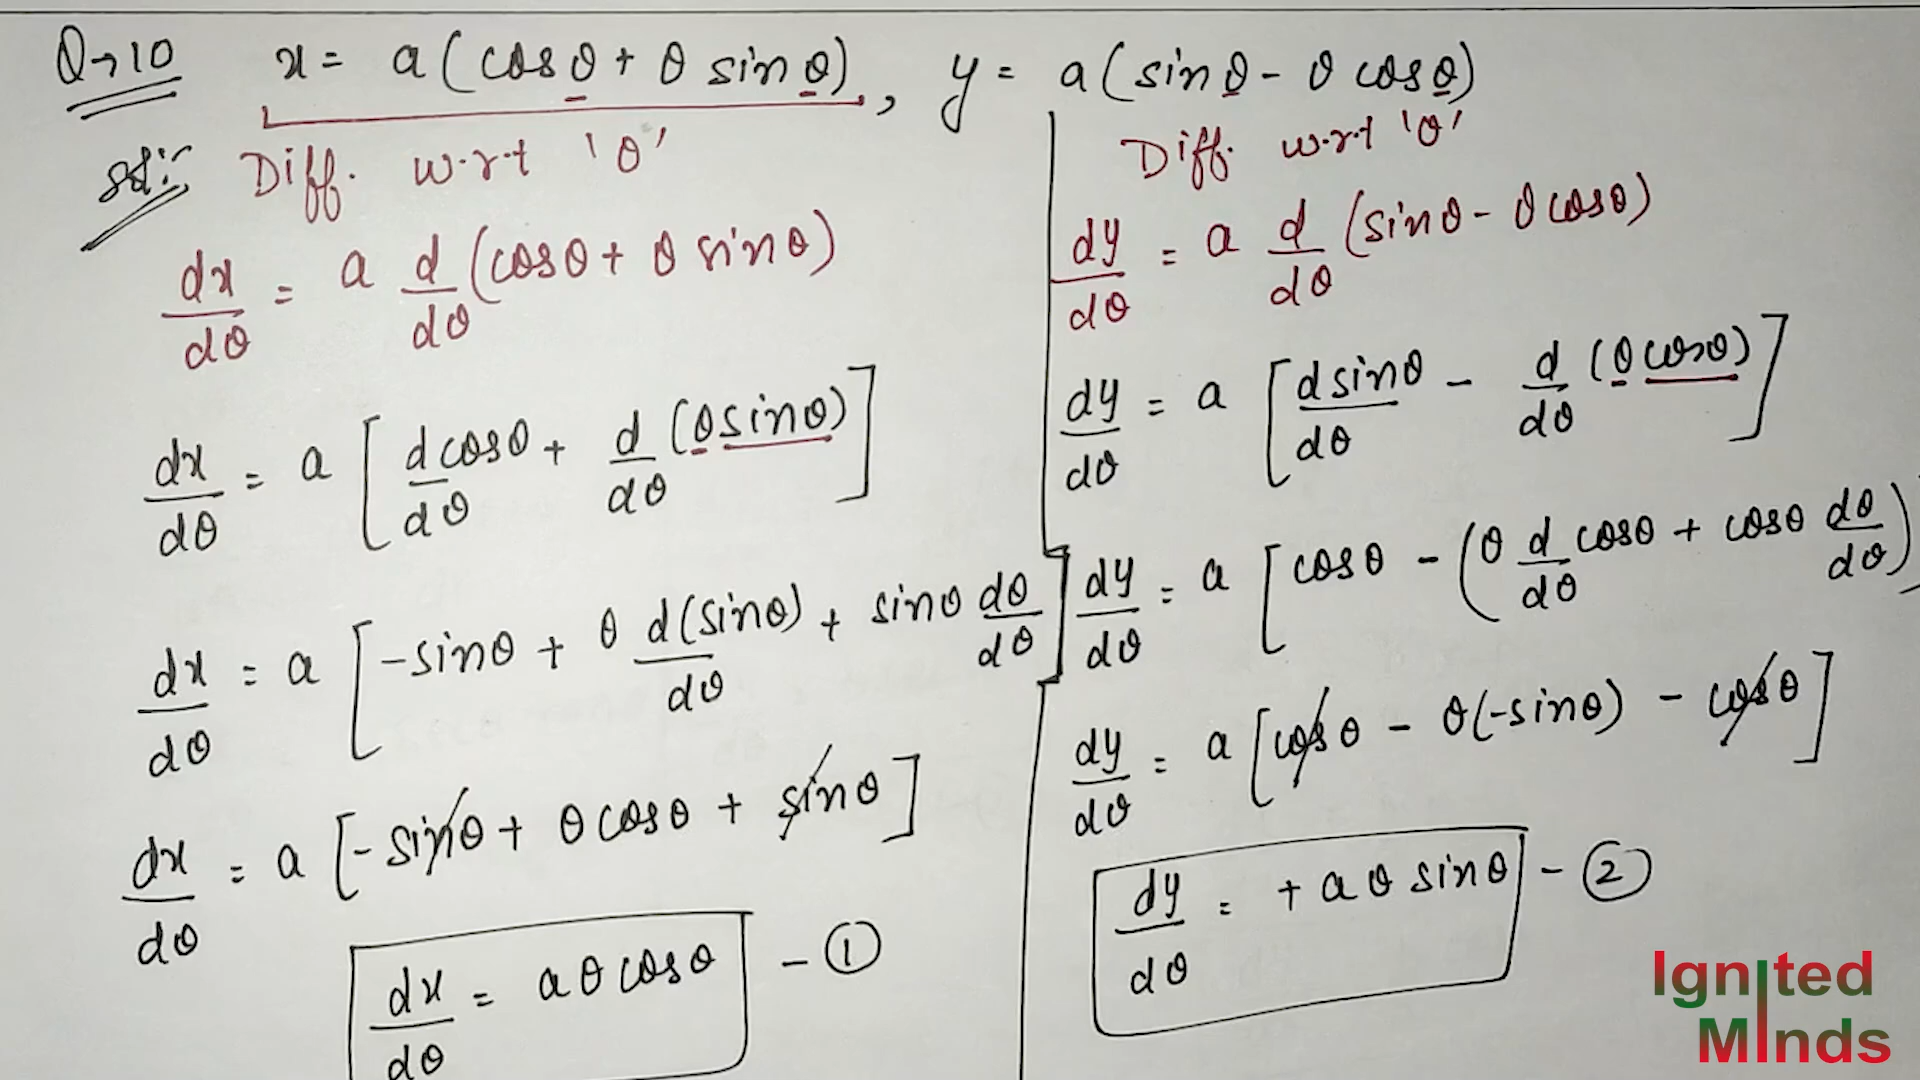 Q→10 x = a(cosθ + θ sinθ), y = a(sinθ - θ cosθ)
Sol:- Diff. w.r.t 'θ'
dx/dθ = a d/dθ (cosθ + θ sinθ)
dx/dθ = a [d cosθ/dθ + d/dθ (θ sinθ)]
dx/dθ = a [-sinθ + θ d(sinθ)/dθ + sinθ dθ/dθ]
dx/dθ = a [-sinθ + θ cosθ + sinθ]
dx/dθ = aθ cosθ - ①
Diff. w.r.t 'θ'
dy/dθ = a d/dθ (sinθ - θ cosθ)
dy/dθ = a [d sinθ/dθ - d/dθ (θ cosθ)]
dy/dθ = a [cosθ - (θ d/dθ cosθ + cosθ dθ/dθ)
dy/dθ = a [cosθ - θ(-sinθ) - cosθ]
dy/dθ = + aθ sinθ - ②
Ignited
Minds